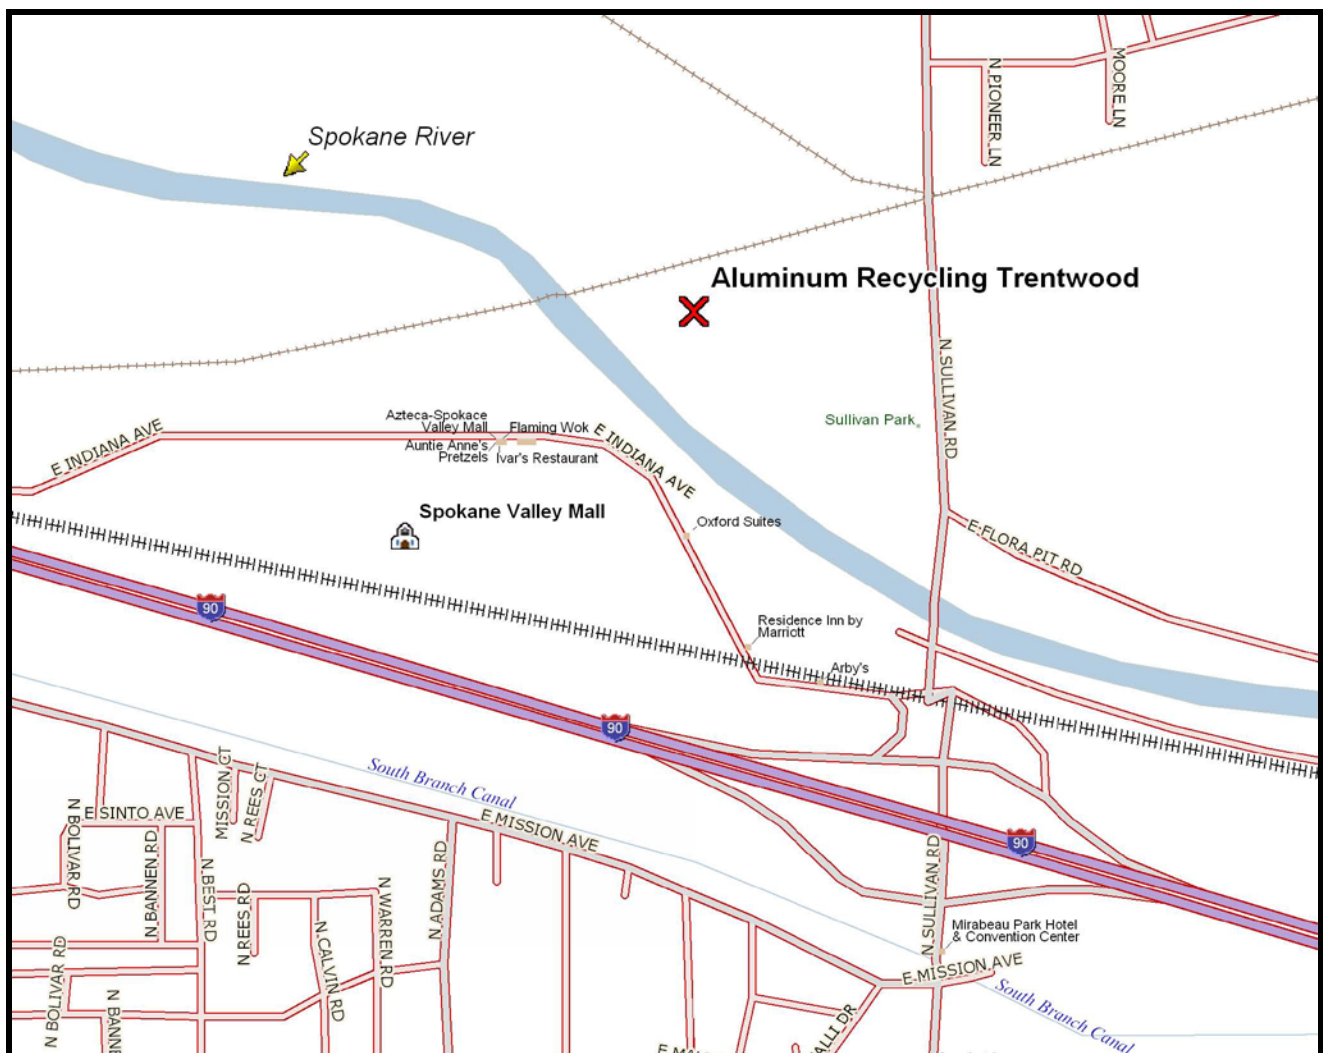 MOORE LN
N PIONEER LN
Spokane River
Aluminum Recycling Trentwood
N SULLIVAN RD
Azteca-Spokace
Valley Mall
Flaming Wok
Auntie Anne's
Pretzels
Ivar's Restaurant
E INDIANA AVE
E INDIANA AVE
Sullivan Park
Spokane Valley Mall
Oxford Suites
E FLORA PIT RD
90
Residence Inn by
Marriott
Arby's
90
South Branch Canal
MISSION CT
N REES CT
E SINTO AVE
E MISSION AVE
N BOLIVAR RD
N BANNEN RD
N BEST RD
N REES RD
N CALVIN RD
N WARREN RD
N ADAMS RD
90
N SULLIVAN RD
Mirabeau Park Hotel
& Convention Center
E MISSION AVE
South Branch Canal
N BOLIVAR RD
N BANNE
ALLI DR